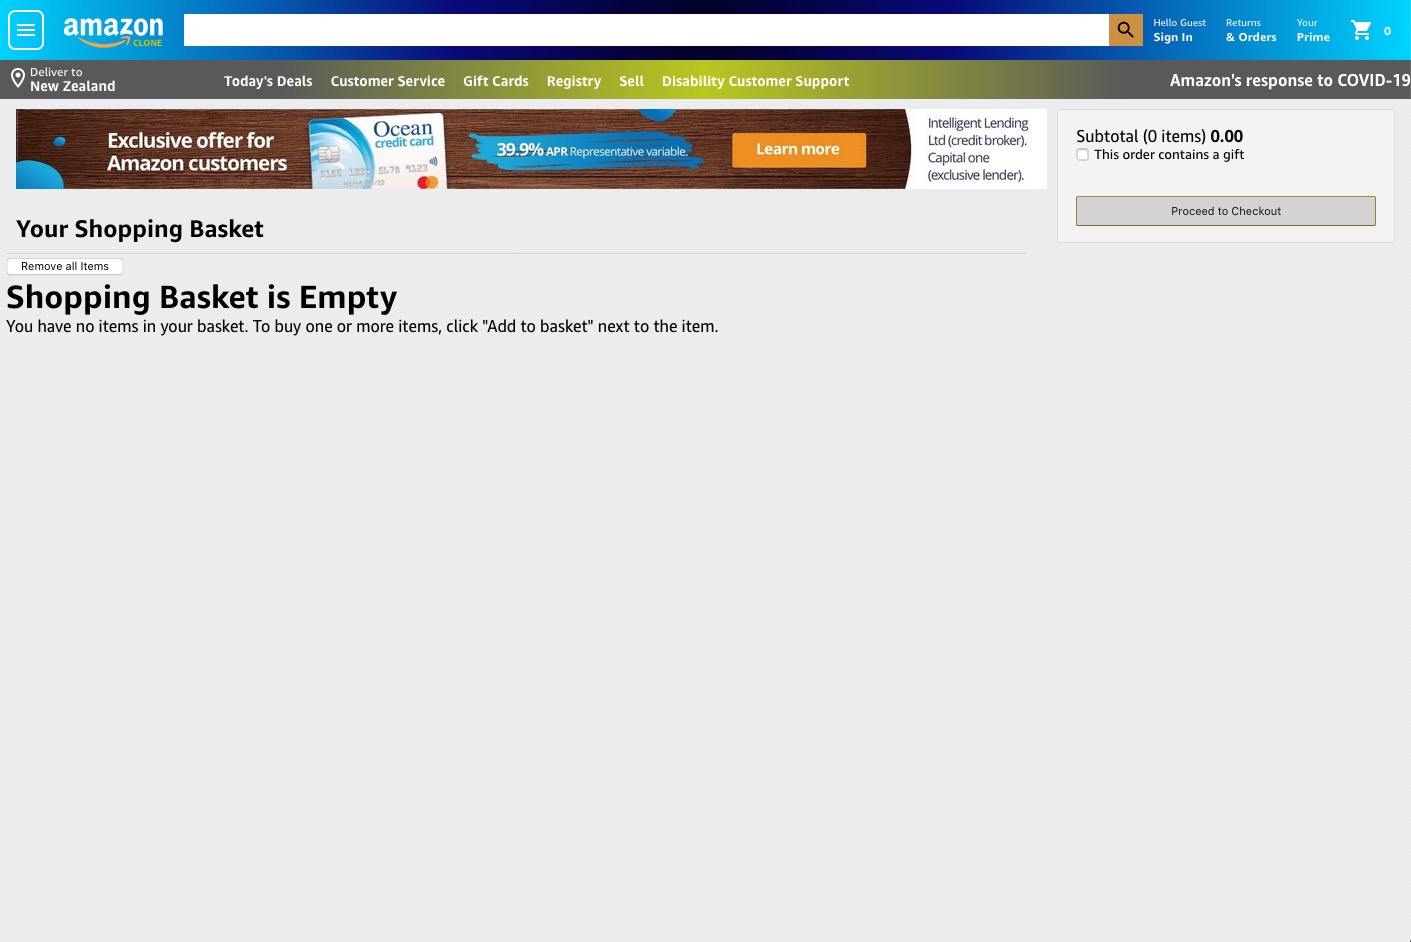 amazon
CLONE
Hello Guest
Sign In
Returns
& Orders
Your
Prime
0
Deliver to
New Zealand
Today's Deals
Customer Service
Gift Cards
Registry
Sell
Disability Customer Support
Amazon's response to COVID-19
Exclusive offer for
Amazon customers
Ocean
credit card
39.9% APR Representative variable.
Learn more
Intelligent Lending
Ltd (credit broker).
Capital one
(exclusive lender).
Subtotal (0 items) 0.00
This order contains a gift
Proceed to Checkout
Your Shopping Basket
Remove all Items
Shopping Basket is Empty
You have no items in your basket. To buy one or more items, click "Add to basket" next to the item.